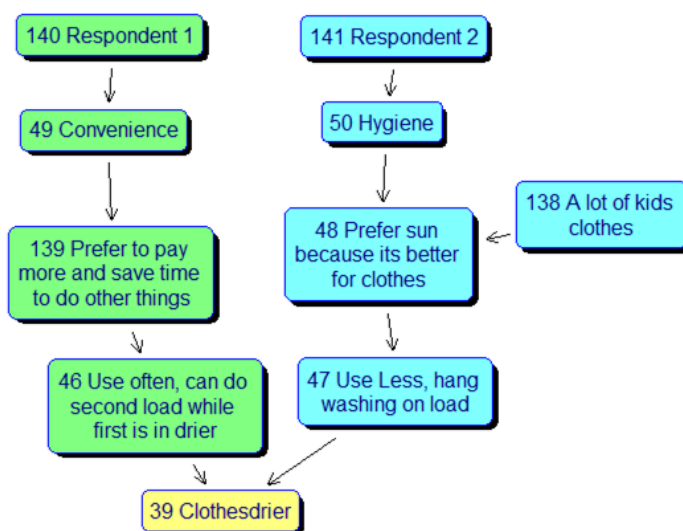 140 Respondent 1
141 Respondent 2
49 Convenience
50 Hygiene
138 A lot of kids
clothes
139 Prefer to pay
more and save time
to do other things
48 Prefer sun
because its better
for clothes
46 Use often, can do
second load while
first is in drier
47 Use Less, hang
washing on load
39 Clothesdrier